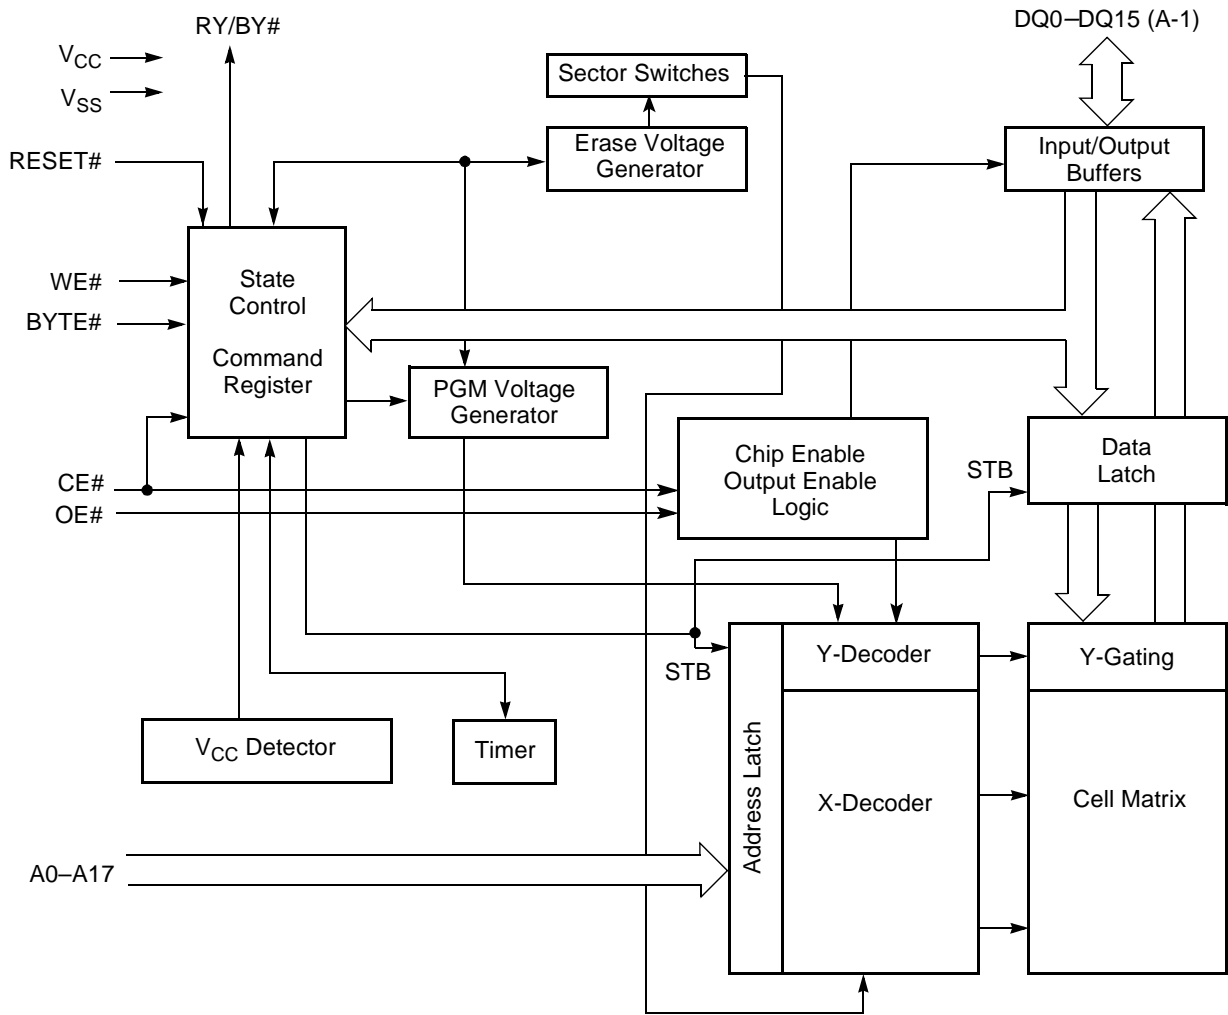 RY/BY#
DQ0–DQ15 (A-1)
VCC
VSS
Sector Switches
Erase Voltage
Generator
Input/Output
Buffers
RESET#
WE#
BYTE#
State
Control
Command
Register
PGM Voltage
Generator
Chip Enable
Output Enable
Logic
Data
Latch
STB
CE#
OE#
STB
Y-Decoder
Y-Gating
VCC Detector
Timer
Address Latch
X-Decoder
Cell Matrix
A0–A17